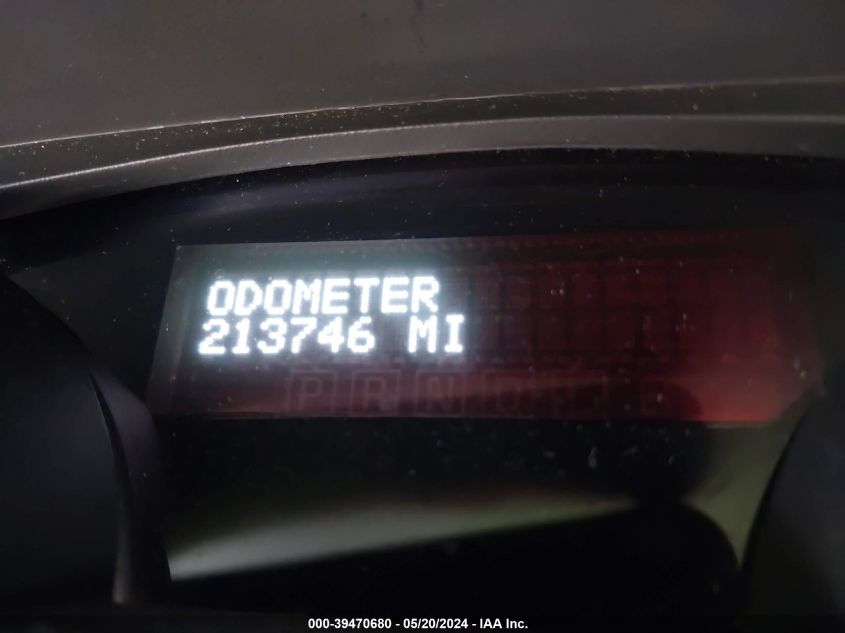 ODOMETER
213746 MI
P R N D
000-39470680 - 05/20/2024 - IAA Inc.